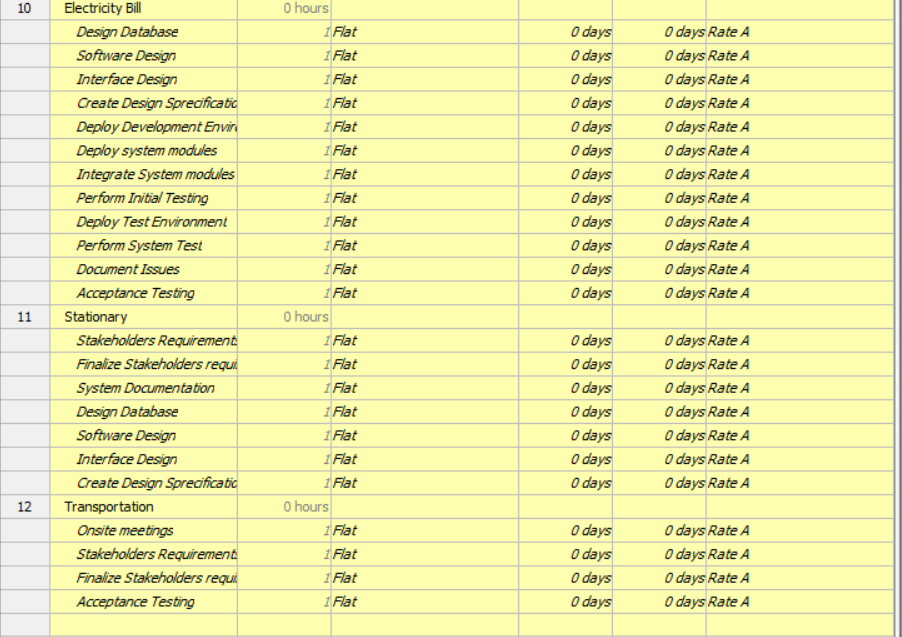 10 Electricity Bill 0 hours
Design Database 1 Flat 0 days 0 days Rate A
Software Design 1 Flat 0 days 0 days Rate A
Interface Design 1 Flat 0 days 0 days Rate A
Create Design Sprecificatio 1 Flat 0 days 0 days Rate A
Deploy Development Envir 1 Flat 0 days 0 days Rate A
Deploy system modules 1 Flat 0 days 0 days Rate A
Integrate System modules 1 Flat 0 days 0 days Rate A
Perform Initial Testing 1 Flat 0 days 0 days Rate A
Deploy Test Environment 1 Flat 0 days 0 days Rate A
Perform System Test 1 Flat 0 days 0 days Rate A
Document Issues 1 Flat 0 days 0 days Rate A
Acceptance Testing 1 Flat 0 days 0 days Rate A
11 Stationary 0 hours
Stakeholders Requirements 1 Flat 0 days 0 days Rate A
Finalize Stakeholders requi 1 Flat 0 days 0 days Rate A
System Documentation 1 Flat 0 days 0 days Rate A
Design Database 1 Flat 0 days 0 days Rate A
Software Design 1 Flat 0 days 0 days Rate A
Interface Design 1 Flat 0 days 0 days Rate A
Create Design Sprecificatio 1 Flat 0 days 0 days Rate A
12 Transportation 0 hours
Onsite meetings 1 Flat 0 days 0 days Rate A
Stakeholders Requirements 1 Flat 0 days 0 days Rate A
Finalize Stakeholders requi 1 Flat 0 days 0 days Rate A
Acceptance Testing 1 Flat 0 days 0 days Rate A